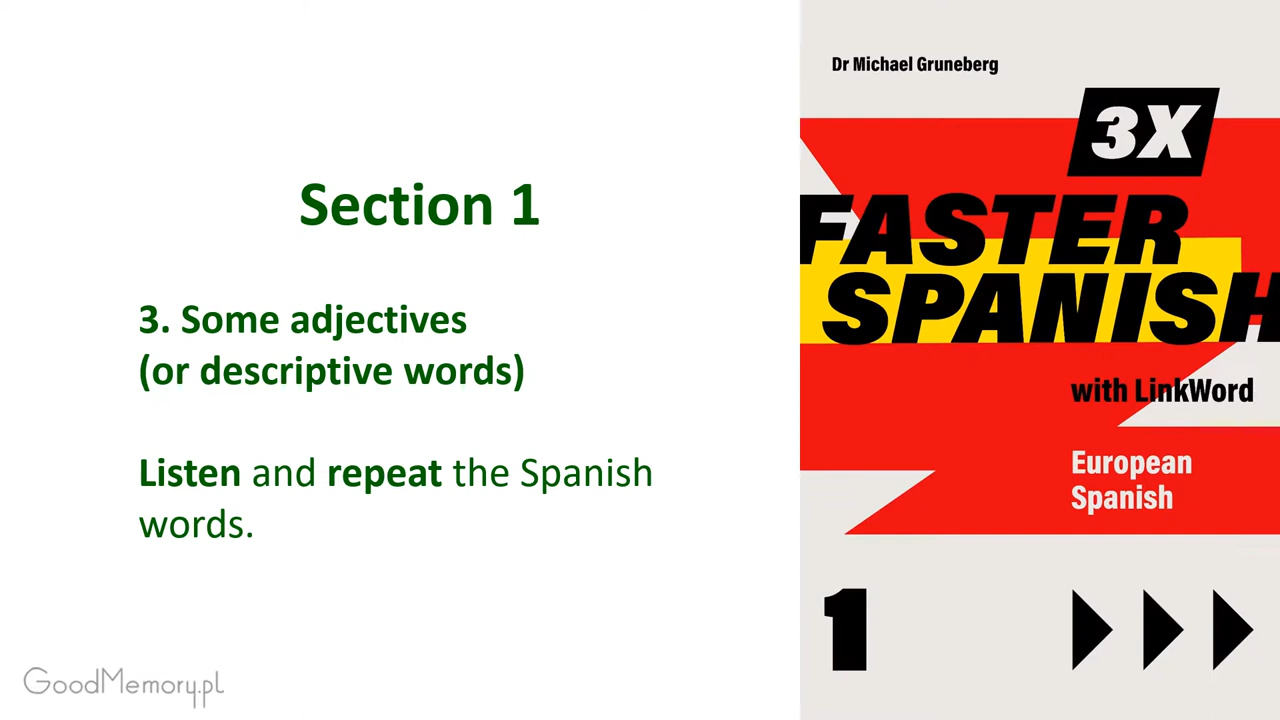 Section 1
3. Some adjectives
(or descriptive words)
Listen and repeat the Spanish
words.
GoodMemory.pl
Dr Michael Gruneberg
3X
FASTER
SPANISH
with LinkWord
European
Spanish
1